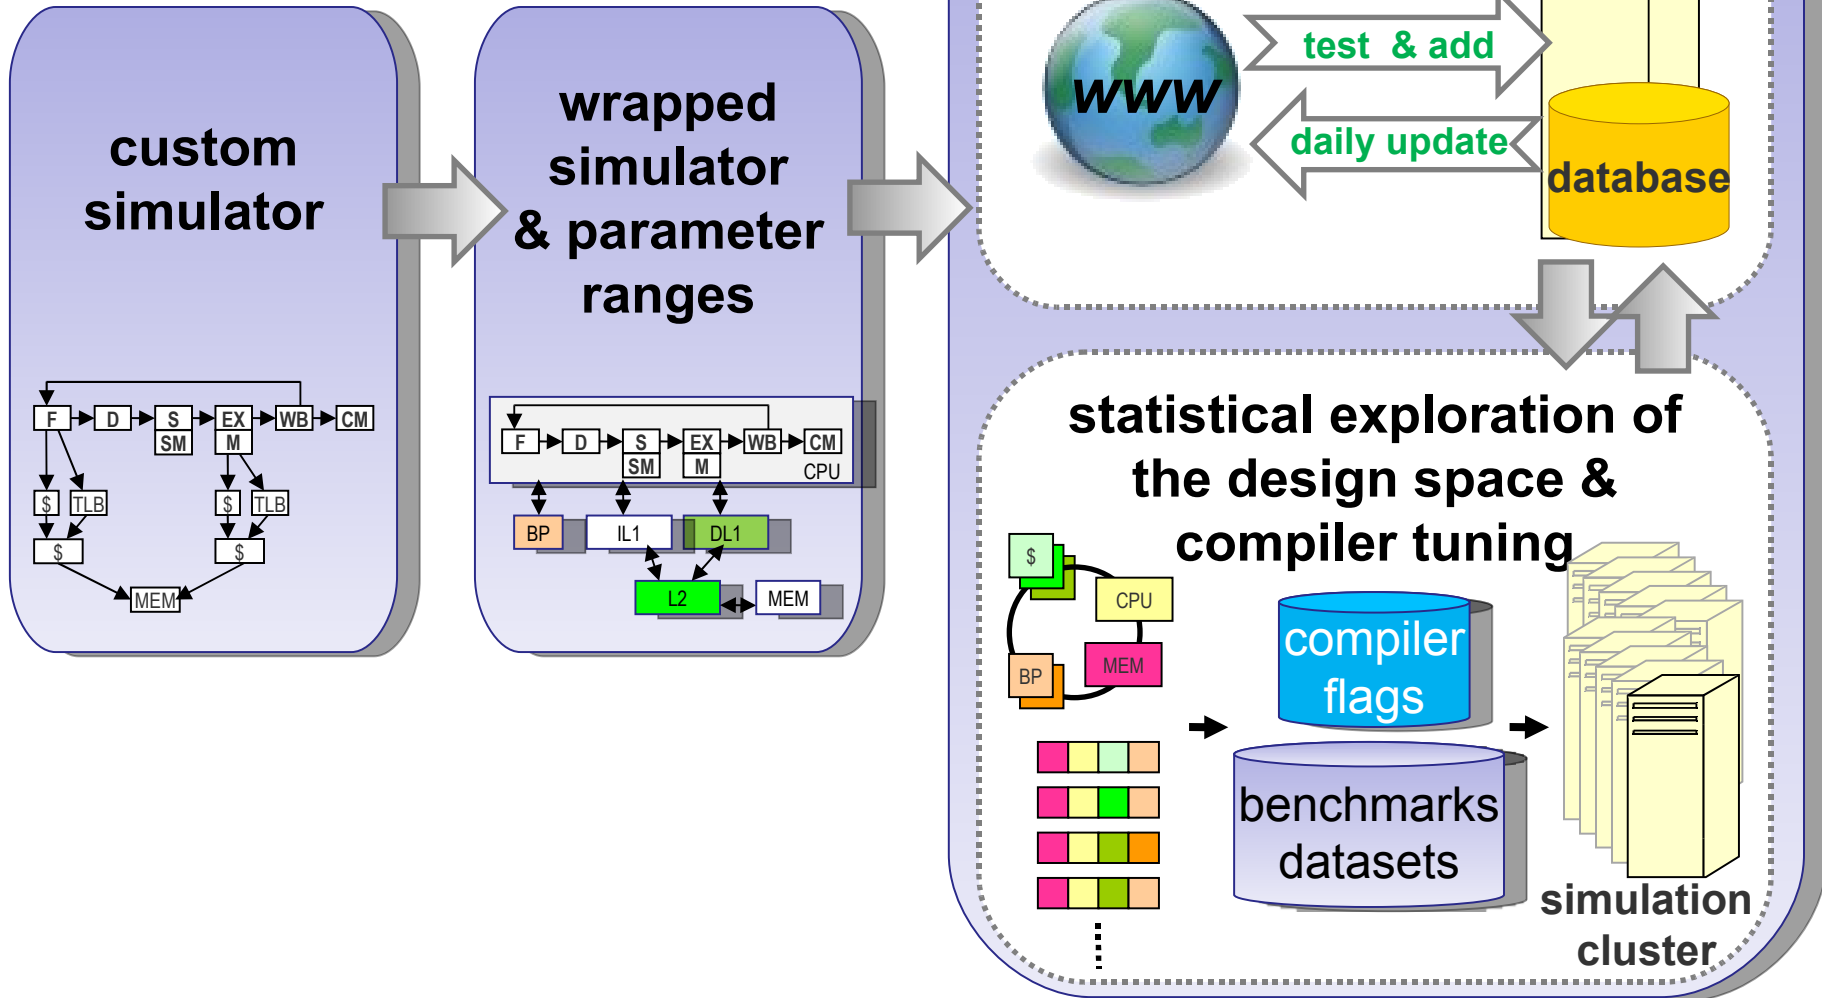 custom
simulator
F D S EX WB CM
SM M
$ TLB $ TLB
$ $
MEM
wrapped
simulator
& parameter
ranges
F D S EX WB CM
SM M
CPU
BP IL1 DL1
L2 MEM
test & add
www
daily update
database
statistical exploration of
the design space &
compiler tuning
$
CPU
MEM
BP
compiler
flags
benchmarks
datasets
simulation
cluster